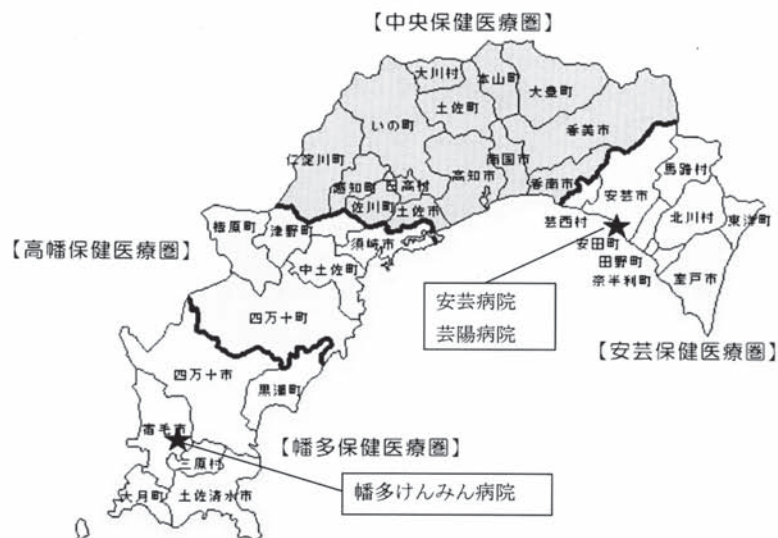 【中央保健医療圏】
大川村
本山町
大豊町
土佐町
いの町
香美市
仁淀川町
南国市
馬路村
越知町
日高村
高知市
香南市
安芸市
佐川町
土佐市
北川村
東洋町
梼原町
津野町
須崎市
芸西村
【高幡保健医療圏】
安田町
中土佐町
田野町
奈半利町
室戸市
安芸病院
芸陽病院
四万十町
【安芸保健医療圏】
四万十市
黒潮町
宿毛市
【幡多保健医療圏】
三原村
幡多けんみん病院
大月町
土佐清水市